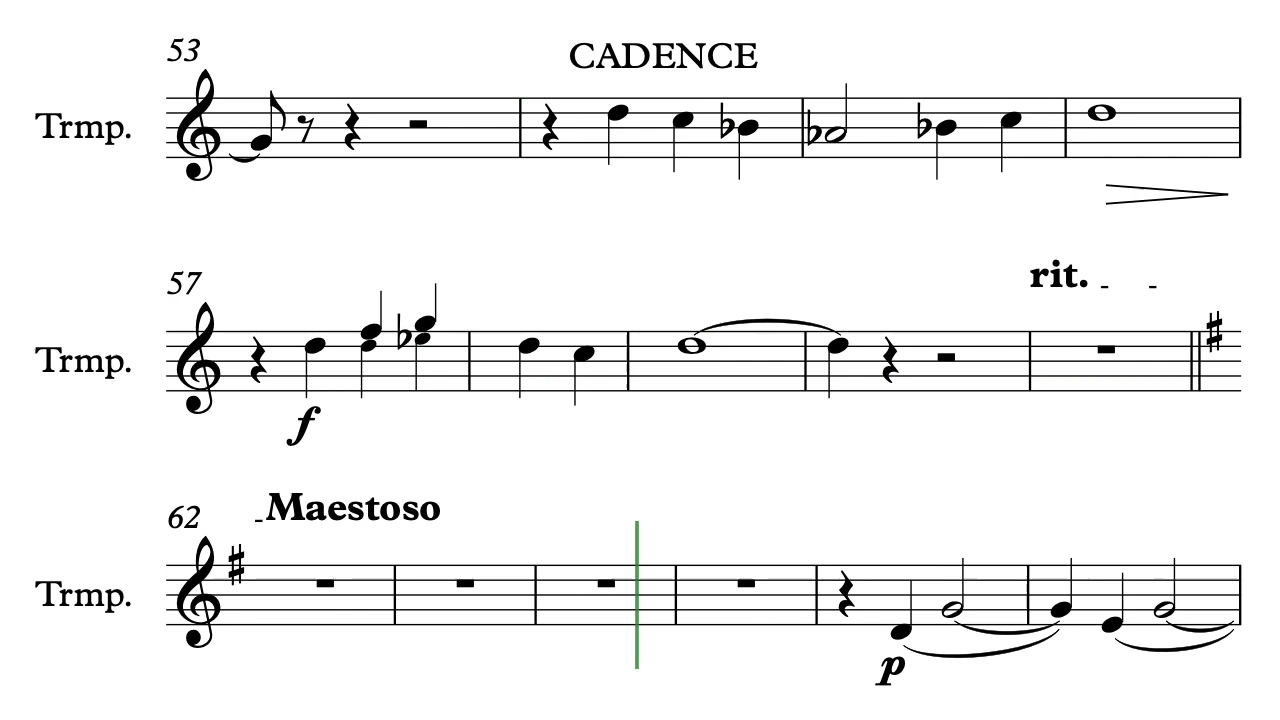 53
CADENCE
Trmp.
57
rit. - -
Trmp.
f
62
-Maestoso
Trmp.
p